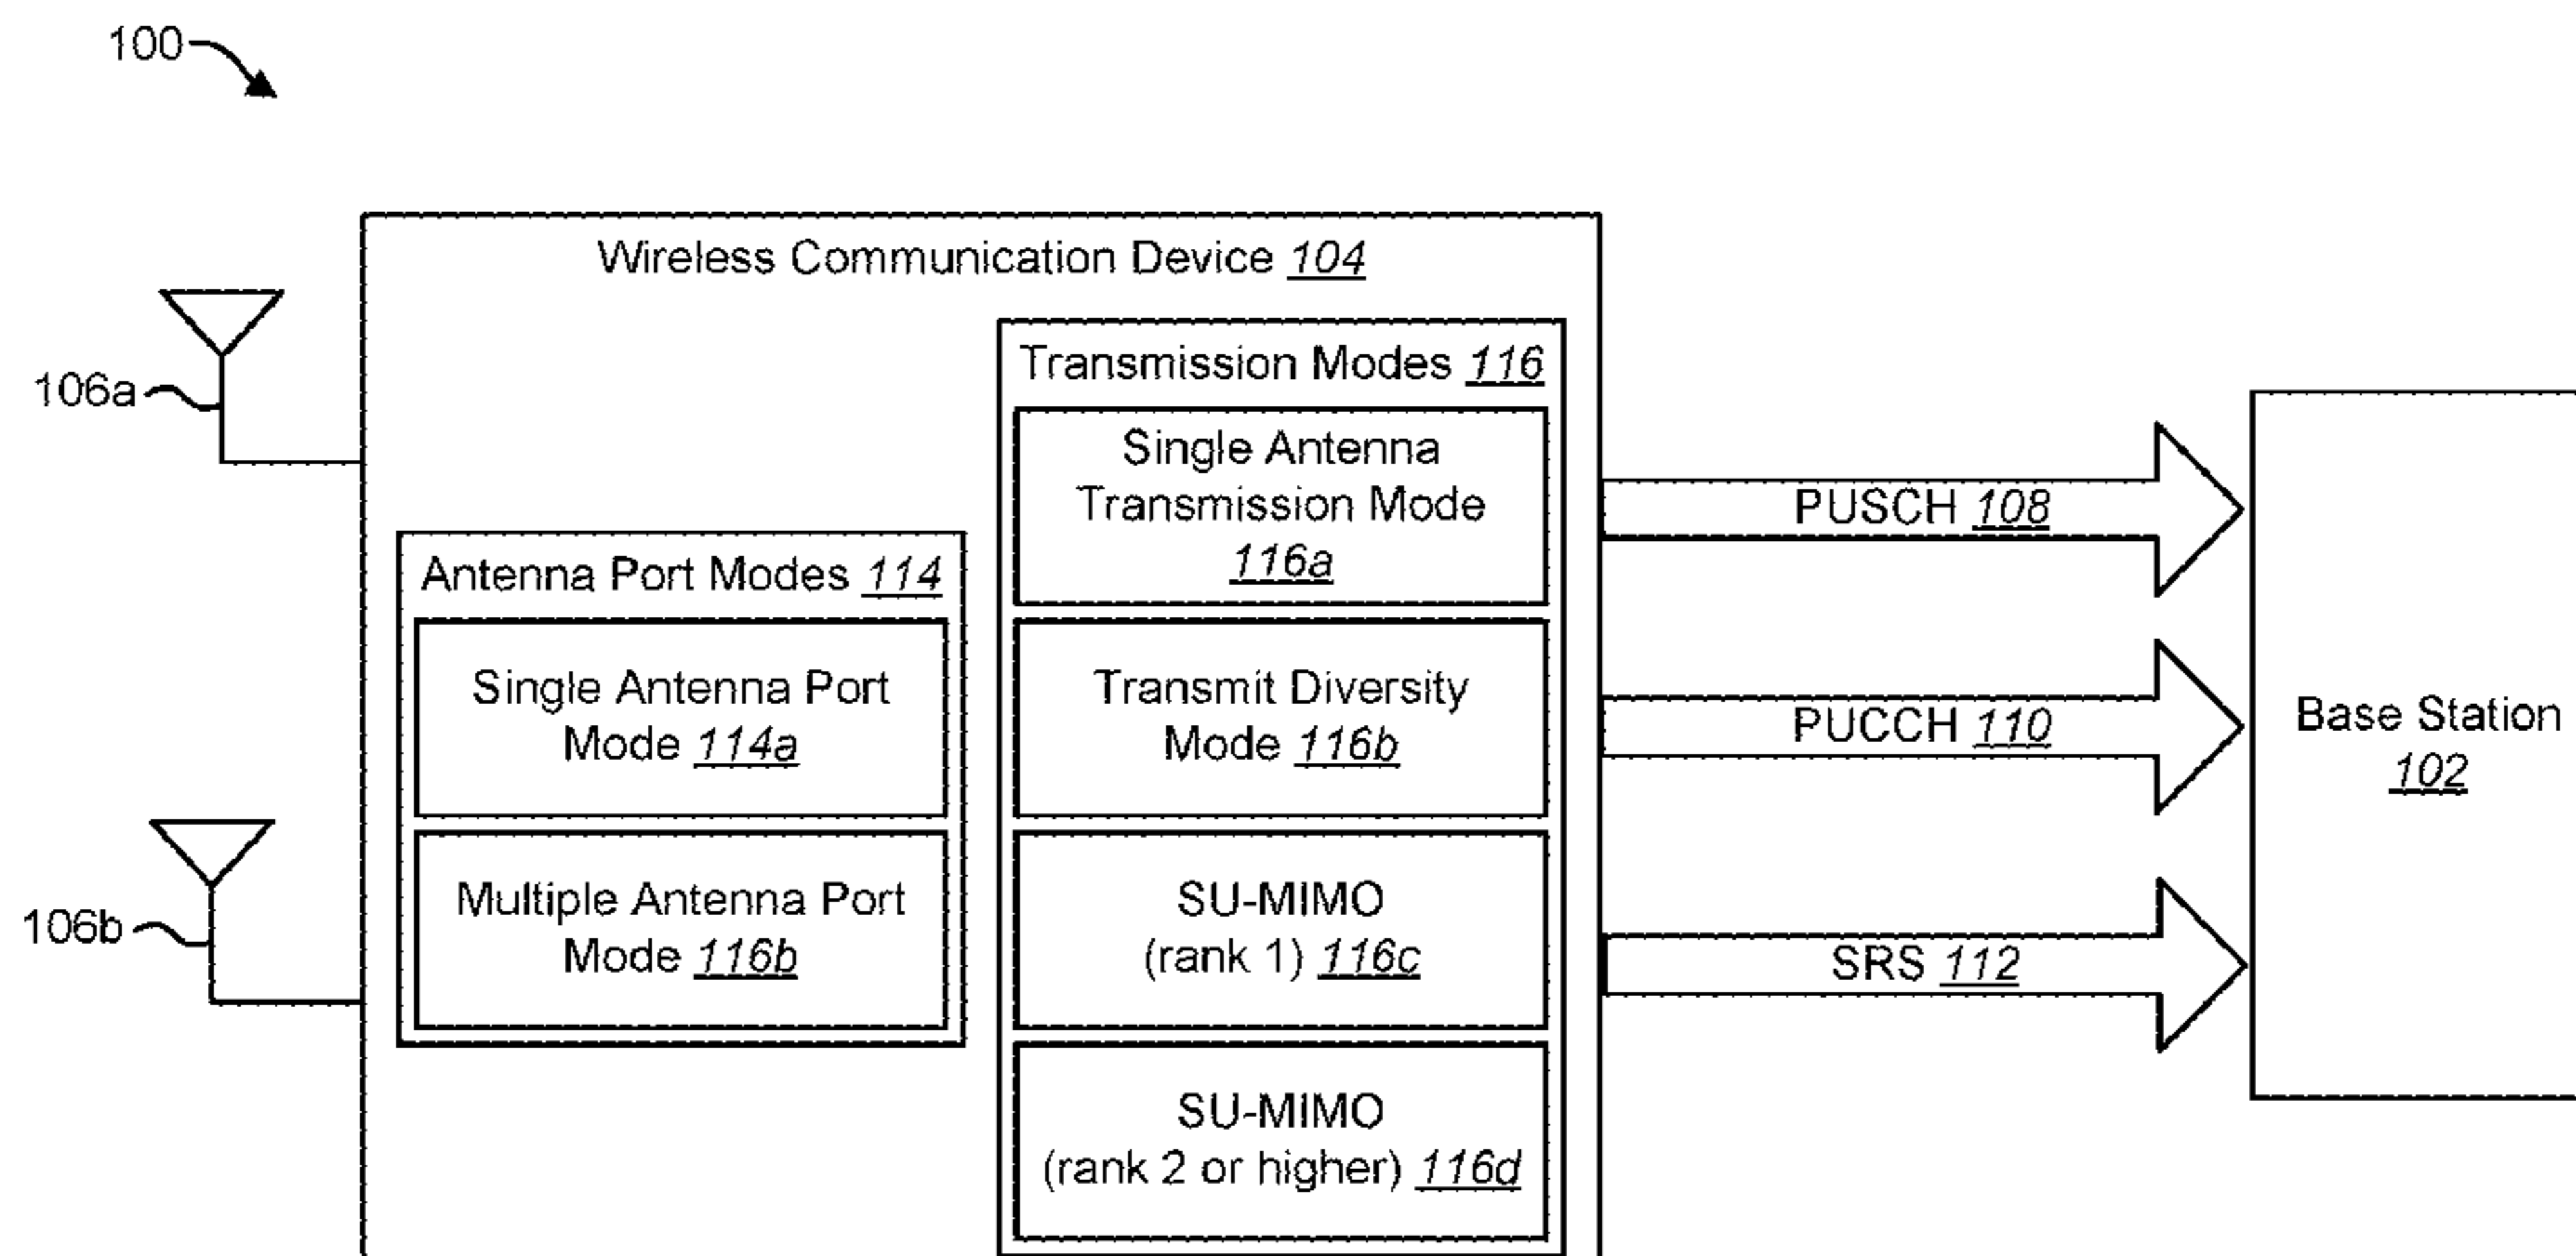 100
Wireless Communication Device 104
106a
106b
Antenna Port Modes 114
Single Antenna Port
Mode 114a
Multiple Antenna Port
Mode 116b
Transmission Modes 116
Single Antenna
Transmission Mode
116a
Transmit Diversity
Mode 116b
SU-MIMO
(rank 1) 116c
SU-MIMO
(rank 2 or higher) 116d
PUSCH 108
PUCCH 110
SRS 112
Base Station
102